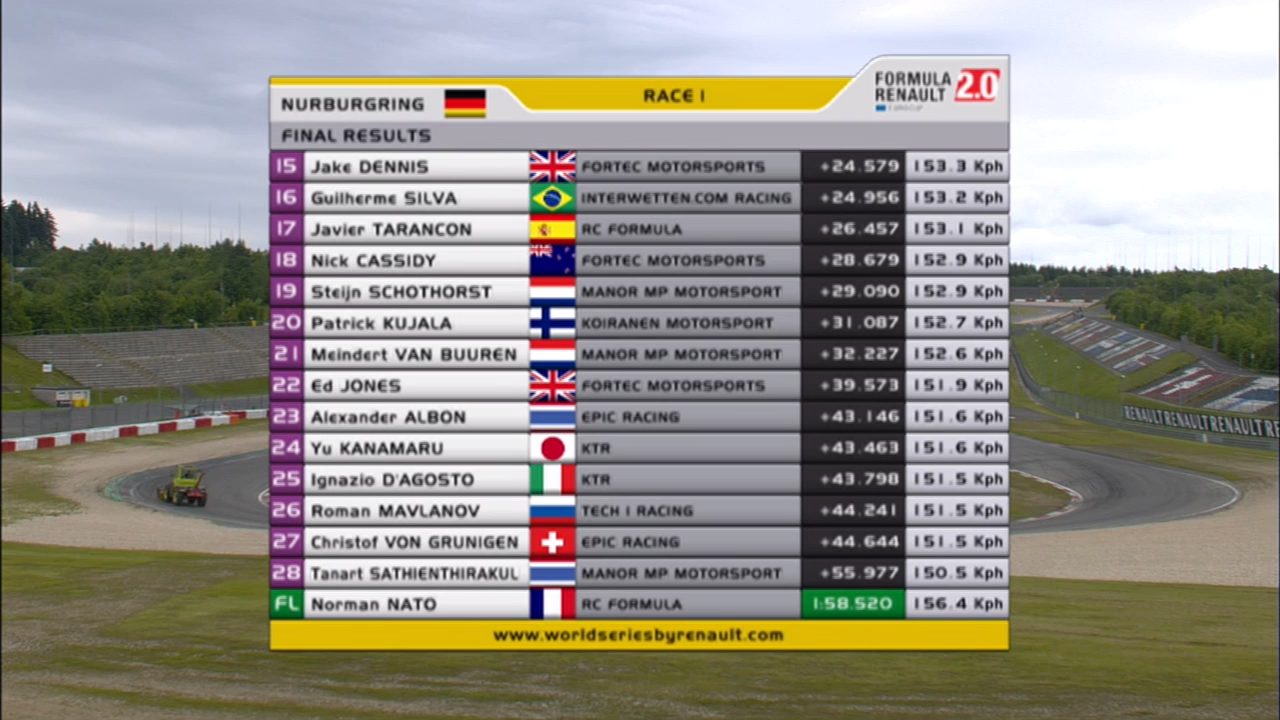 NURBURGRING
RACE 1
FORMULA RENAULT 2.0
FINAL RESULTS
15 Jake DENNIS FORTEC MOTORSPORTS +24.579 153.3 Kph
16 Guilherme SILVA INTERWETTEN.COM RACING +24.956 153.2 Kph
17 Javier TARANCON RC FORMULA +26.457 153.1 Kph
18 Nick CASSIDY FORTEC MOTORSPORTS +28.679 152.9 Kph
19 Steijn SCHOTHORST MANOR MP MOTORSPORT +29.090 152.9 Kph
20 Patrick KUJALA KOIRANEN MOTORSPORT +31.087 152.7 Kph
21 Meindert VAN BUUREN MANOR MP MOTORSPORT +32.227 152.6 Kph
22 Ed JONES FORTEC MOTORSPORTS +39.573 151.9 Kph
23 Alexander ALBON EPIC RACING +43.146 151.6 Kph
24 Yu KANAMARU KTR +43.463 151.6 Kph
25 Ignazio D'AGOSTO KTR +43.798 151.5 Kph
26 Roman MAVLANOV TECH 1 RACING +44.241 151.5 Kph
27 Christof VON GRUNIGEN EPIC RACING +44.644 151.5 Kph
28 Tanart SATHIENTHIRAKUL MANOR MP MOTORSPORT +55.977 150.5 Kph
FL Norman NATO RC FORMULA 1:58.520 156.4 Kph
www.worldseriesbyrenault.com
RENAULT RENAULT RENAULT RE